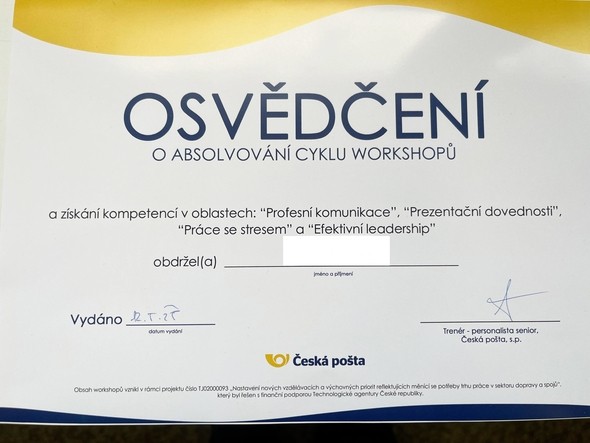 OSVĚDČENÍ
O ABSOLVOVÁNÍ CYKLU WORKSHOPŮ
a získání kompetencí v oblastech: “Profesní komunikace”, “Prezentační dovednosti”,
“Práce se stresem” a “Efektivní leadership”
obdržel(a)
jméno a příjmení
Vydáno
datum vydání
Trenér - personalista senior,
Česká pošta, s.p.
Česká pošta
Obsah workshopů vznikl v rámci projektu číslo TJ02000093 „Nastavení nových vzdělávacích a výchovných priorit reflektujících měnící se potřeby trhu práce v sektoru dopravy a spojů“,
který byl řešen s finanční podporou Technologické agentury České republiky.